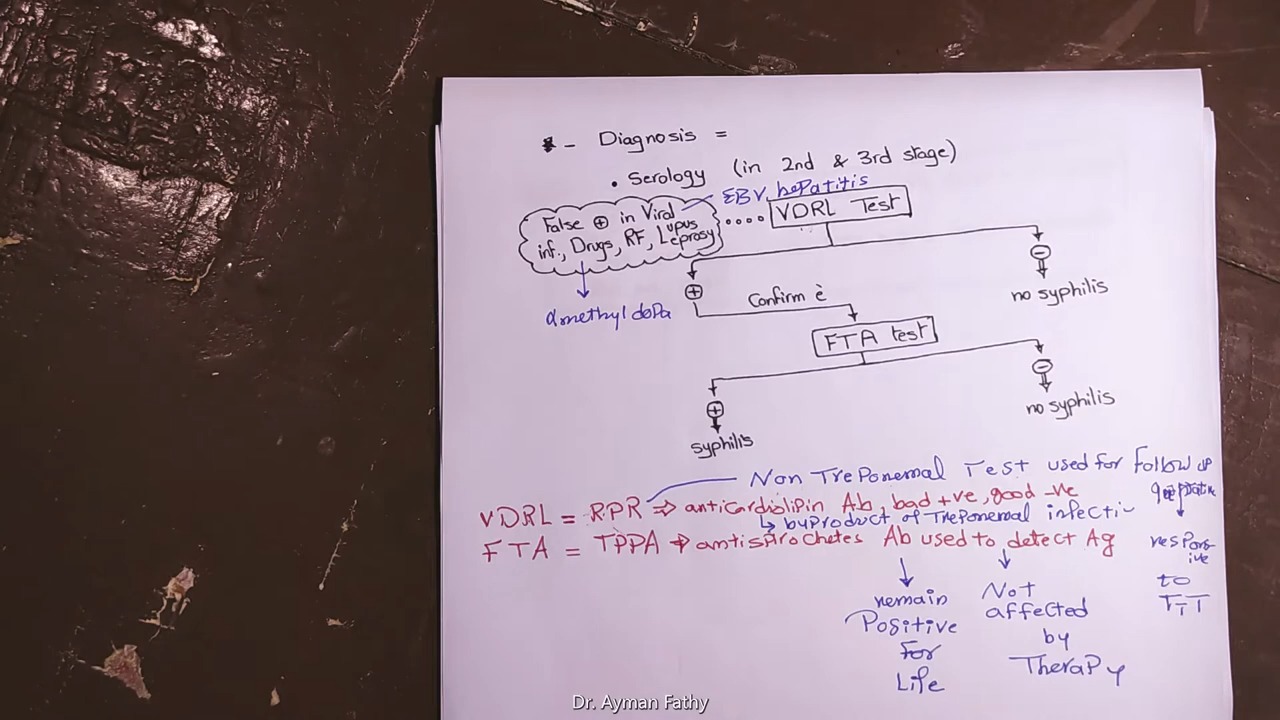 * - Diagnosis =
• Serology (in 2nd & 3rd stage)
EBV, hepatitis
False ⊕ in Viral
inf., Drugs, RF, Lupus
Leprosy
VDRL Test
⊕
⊖
αmethyl dopa
Confirm è
no syphilis
FTA test
⊕
⊖
syphilis
no syphilis
Non Treponemal Test used for Follow up
VDRL = RPR ⇒ anticardiolipin Ab, bad +ve, good -ve
↳ byproduct of Treponemal infecti
FTA = TPPA ⇒ antispirochetes Ab used to detect Ag
responsive
to
TTT
remain
Positive
For
Life
Not
affected
by
Therapy
Dr. Ayman Fathy